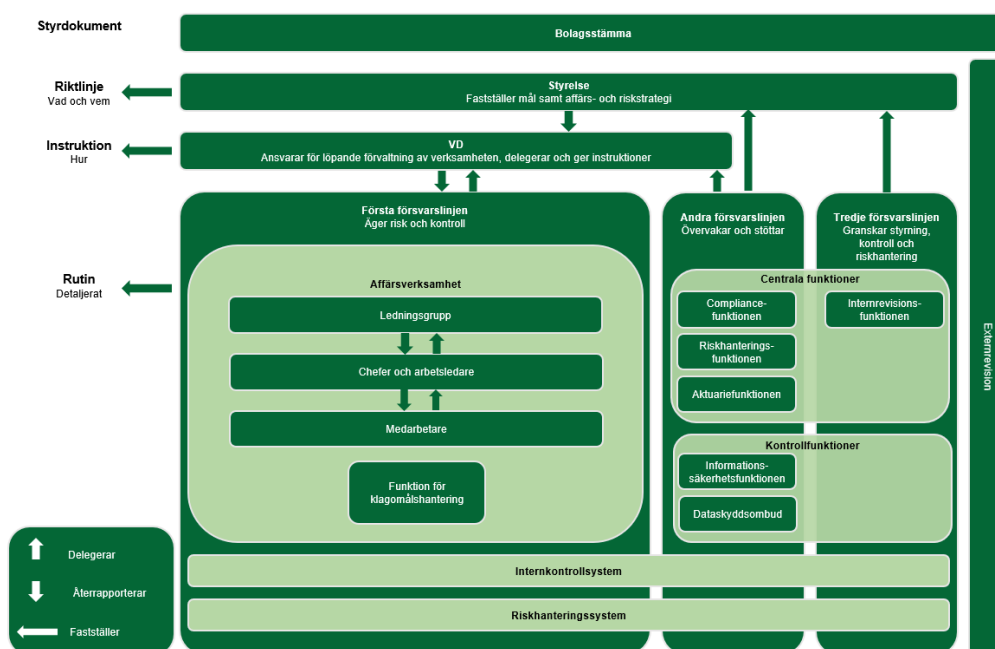 Styrdokument
Bolagsstämma
Riktlinje
Vad och vem
Styrelse
Fastställer mål samt affärs- och riskstrategi
Instruktion
Hur
VD
Ansvarar för löpande förvaltning av verksamheten, delegerar och ger instruktioner
Första försvarslinjen
Äger risk och kontroll
Andra försvarslinjen
Övervakar och stöttar
Tredje försvarslinjen
Granskar styrning,
kontroll och
riskhantering
Rutin
Detaljerat
Affärsverksamhet
Ledningsgrupp
Chefer och arbetsledare
Medarbetare
Funktion för
klagomålshantering
Centrala funktioner
Compliance-
funktionen
Internrevisions-
funktionen
Riskhanterings-
funktionen
Aktuariefunktionen
Kontrollfunktioner
Informations-
säkerhetsfunktionen
Dataskyddsombud
Externrevision
Internkontrollsystem
Riskhanteringssystem
Delegerar
Återrapporterar
Fastställer